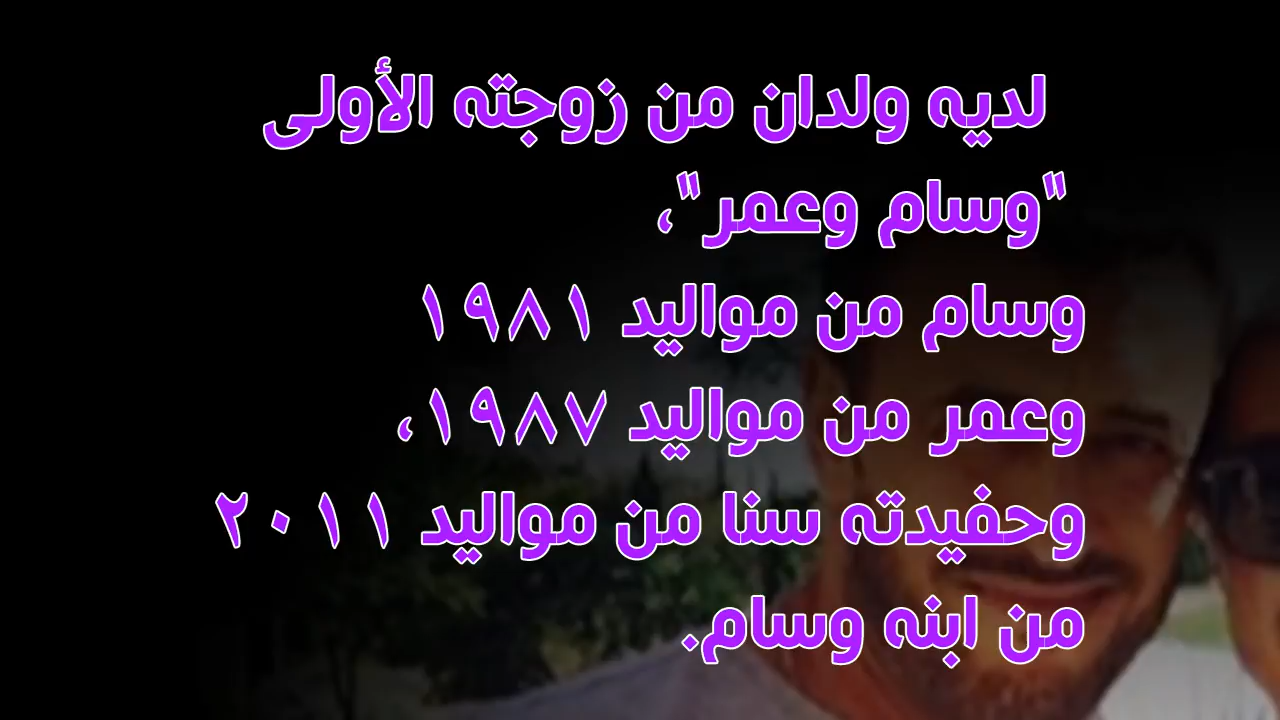 لديه ولدان من زوجته الأولى
"وسام وعمر"،
وسام من مواليد ١٩٨١
وعمر من مواليد ١٩٨٧،
وحفيدته سنا من مواليد ٢٠١١
من ابنه وسام.